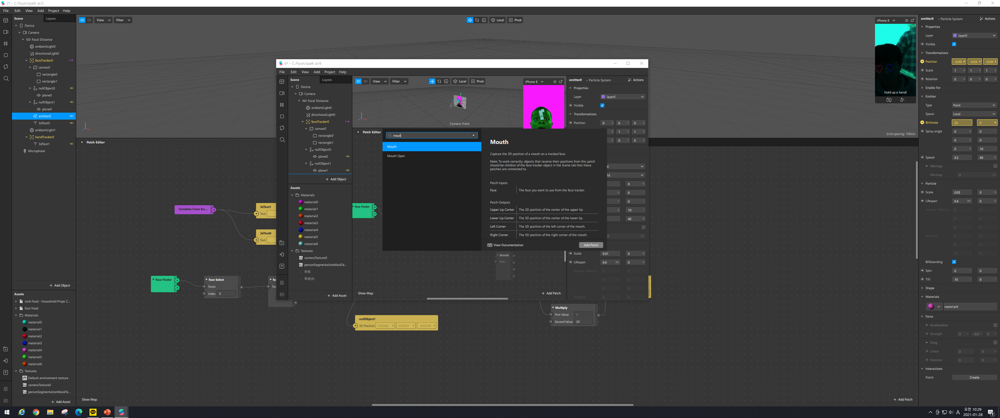 2* - C:/hyun/spark ar/2
File Edit View Add Project Help
Scene Layers
Device
Camera
Focal Distance
ambientLight0
directionalLight0
faceTracker0
canvas0
rectangle0
rectangle1
nullObject0
plane0
nullObject1
plane0
emitter0
3dText0
ambientLight1
handTracker0
3dText1
Microphone
+ Add Object
Assets
Junk Food - Household Props C...
Fast Food
Materials
material0
material1
material2
material3
material4
material5
material6
Textures
Default environment texture
cameraTexture0
personSegmentationMaskTe...
+ Add Asset
3D 2D View Filter
Local Pivot
iPhone 8
Hold up a hand!
Grid spacing: 100cm
Patch Editor
Variables From Scr...
3dText1
Text
3dText0
Text
Face Finder
Face Select
Faces
Index 0
nullObject1
3D Position 0.03265 X 0.03231 Y -0.03144 Z
Multiply
First Value 0
Second Value 20
Show Map
+ Add Patch
6* - C:/hyun/spark ar/6
File Edit View Add Project Help
Scene Layers
Device
Camera
Focal Distance
ambientLight0
directionalLight0
faceTracker0
canvas0
rectangle0
rectangle1
nullObject0
plane0
nullObject1
plane1
+ Add Object
Assets
Materials
material0
material1
material2
material3
material4
material5
material6
Textures
cameraTexture0
personSegmentationMaskTe...
하트
하트(1)
+ Add Asset
3D 2D View Filter
Local Pivot
iPhone 8
Camera: Front
Patch Editor
mout
Mouth
Mouth Open
Mouth
Capture the 3D position of a mouth on a tracked face.
Note: To work correctly, objects that receive their positions from this patch
should be children of the face tracker object in the Scene tab that these
patches are connected to.
Patch Inputs
Face The face you want to use from the face tracker.
Patch Outputs
Upper Lip Center The 3D position of the center of the upper lip.
Lower Lip Center The 3D position of the center of the lower lip.
Left Corner The 3D position of the left corner of the mouth.
Right Corner The 3D position of the right corner of the mouth.
View Documentation Add Patch
Face Finder
Mouth
Face
Show Map
+ Add Patch
emitter0 – Particle System Actions
Properties
Layer layer0
Visible
Transformations
Position 0 X 0 Y 0 Z
1 1 Z
0 0 Z
0 %
X 0
Y 0
Z 10
40 %
Scale 0.01 0 %
Lifespan 0.4 SEC 0 %
Angular Velocity 0 0
Rotation 0 0
emitter0 – Particle System Actions
Properties
Layer layer0
Visible
Transformations
Position X Y Z
Scale 1 X 1 Y 1 Z
Rotation 0 X 0 Y 0 Z
Enable For
Emitter
Type Point
Space Local
Birthrate 20 0 %
Spray angle 0 X 0
0 Y 0
0 Z 10
Speed 0.2 40 %
Warmup
Warmup 0 SEC
Particle
Scale 0.05 0 %
Lifespan 0.4 SEC 0 %
Angular Velocity 0 0
0 0
0 0
Rotation 0 0
0 0
10 0
Billboarding
Spin 0 0
Tilt 10 0
Shape
Materials
material4
Force
Acceleration
Strength 0 0
Drag
Linear 0 0
Rotation 0 0
Interactions
Patch Create
오전 10:29
2021-01-28